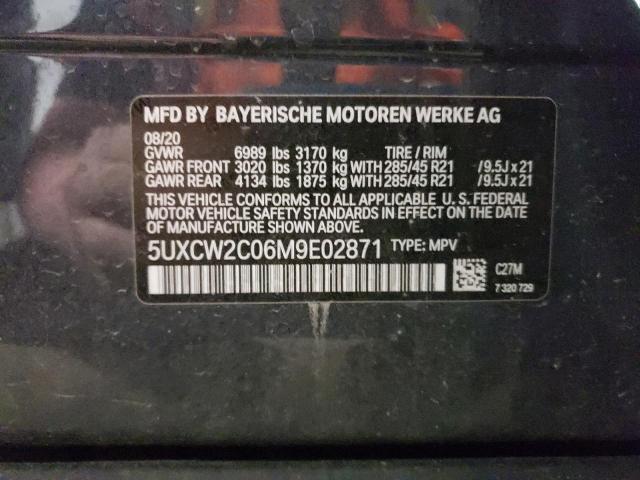 MFD BY BAYERISCHE MOTOREN WERKE AG
08/20
GVWR 6989 lbs 3170 kg TIRE / RIM
GAWR FRONT 3020 lbs 1370 kg WITH 285/45 R21 /9.5J x 21
GAWR REAR 4134 lbs 1875 kg WITH 285/45 R21 /9.5J x 21
THIS VEHICLE CONFORMS TO ALL APPLICABLE U. S. FEDERAL
MOTOR VEHICLE SAFETY STANDARDS IN EFFECT ON THE DATE
OF MANUFACTURE SHOWN ABOVE.
5UXCW2C06M9E02871 TYPE: MPV
C27M
7 320 729